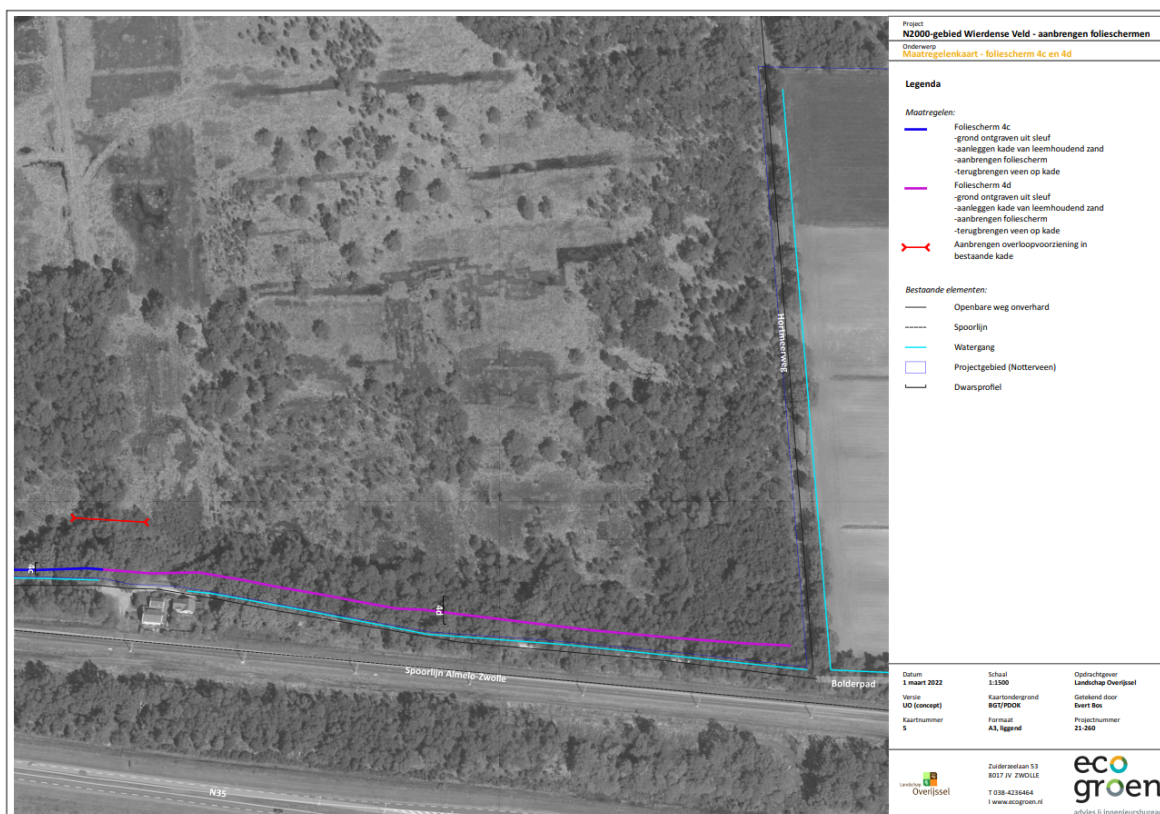 Project
N2000-gebied Wierdense Veld - aanbrengen folieschermen
Onderwerp
Maatregelenkaart - foliescherm 4c en 4d
Legenda
Maatregelen:
Foliescherm 4c
-grond ontgraven uit sleuf
-aanleggen kade van leemhoudend zand
-aanbrengen foliescherm
-terugbrengen veen op kade
Foliescherm 4d
-grond ontgraven uit sleuf
-aanleggen kade van leemhoudend zand
-aanbrengen foliescherm
-terugbrengen veen op kade
Aanbrengen overloopvoorziening in
bestaande kade
Bestaande elementen:
Openbare weg onverhard
Spoorlijn
Watergang
Projectgebied (Notterveen)
Dwarsprofiel
Hortmeerweg
4c
4d
Spoorlijn Almelo-Zwolle
Bolderpad
N35
Datum Schaal Opdrachtgever
1 maart 2022 1:1500 Landschap Overijssel
Versie Kaartondergrond Getekend door
UO (concept) BGT/PDOK Evert Bos
Kaartnummer Formaat Projectnummer
5 A3, liggend 21-260
Landschap
Overijssel
Zuiderzeelaan 53
8017 JV ZWOLLE
T 038-4236464
I www.ecogroen.nl
eco
groen
advies & ingenieursbureau